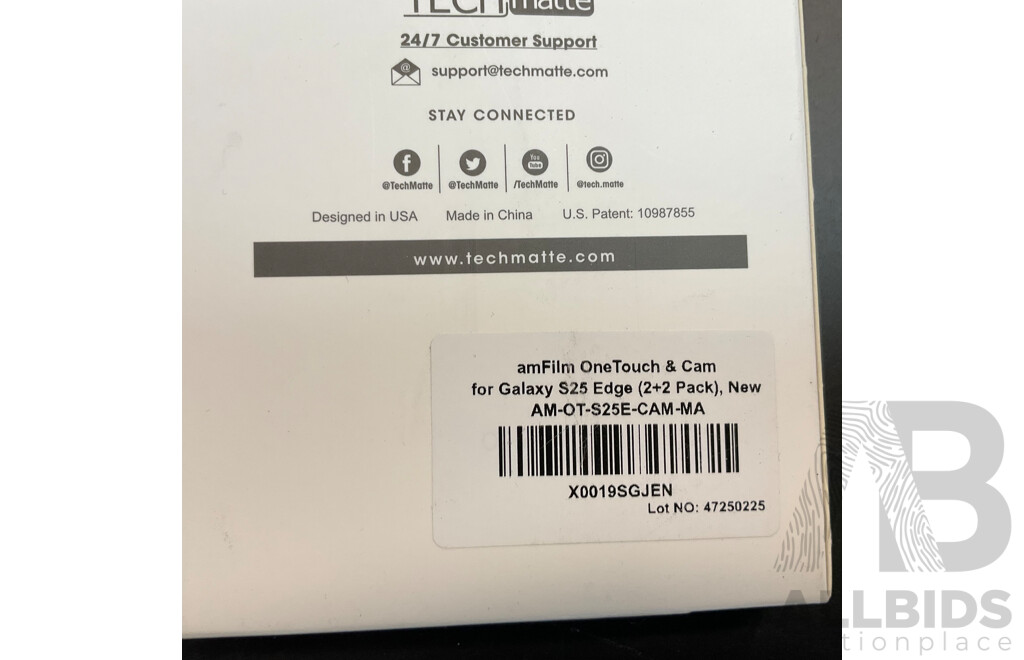 TECH matte
24/7 Customer Support
support@techmatte.com
STAY CONNECTED
You Tube
@TechMatte @TechMatte /TechMatte @tech.matte
Designed in USA Made in China U.S. Patent: 10987855
www.techmatte.com
amFilm OneTouch & Cam
for Galaxy S25 Edge (2+2 Pack), New
AM-OT-S25E-CAM-MA
X0019SGJEN
Lot NO: 47250225
AB
ALLBIDS
tionplace